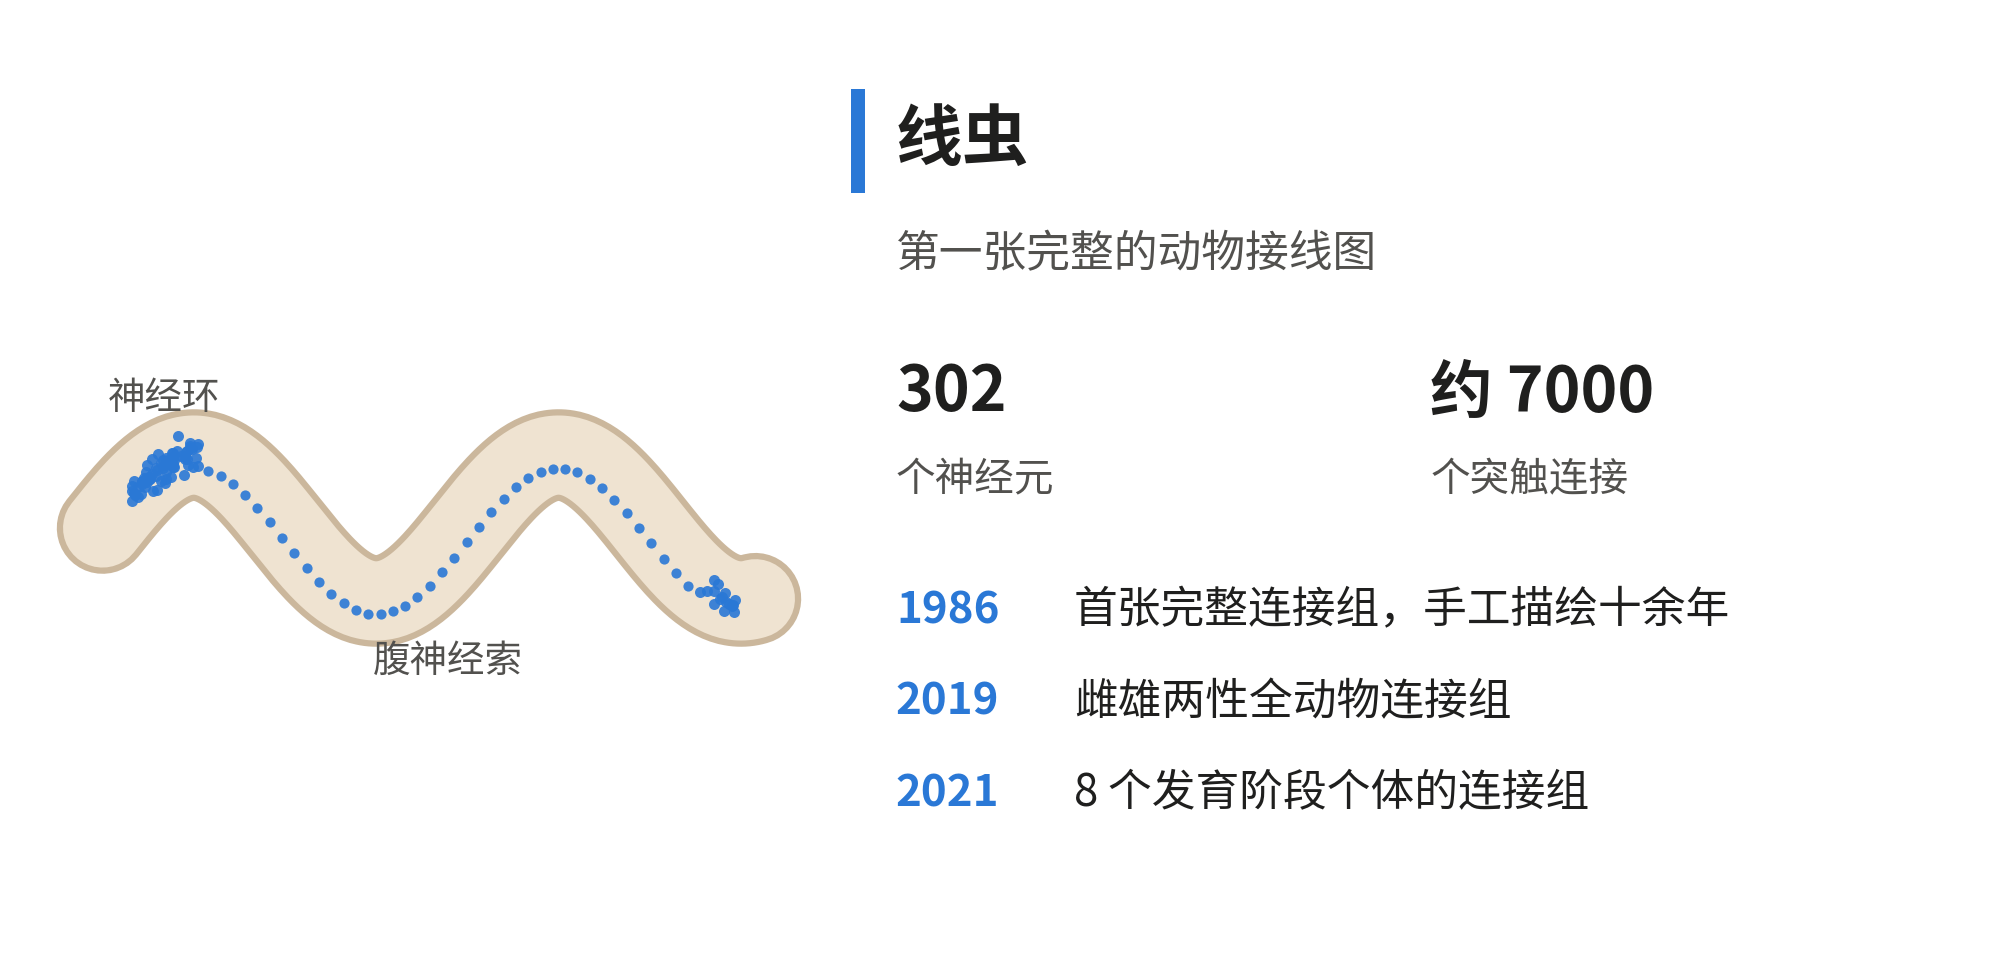 线虫
第一张完整的动物接线图
302
约 7000
个神经元
个突触连接
神经环
腹神经索
1986 首张完整连接组，手工描绘十余年
2019 雌雄两性全动物连接组
2021 8 个发育阶段个体的连接组